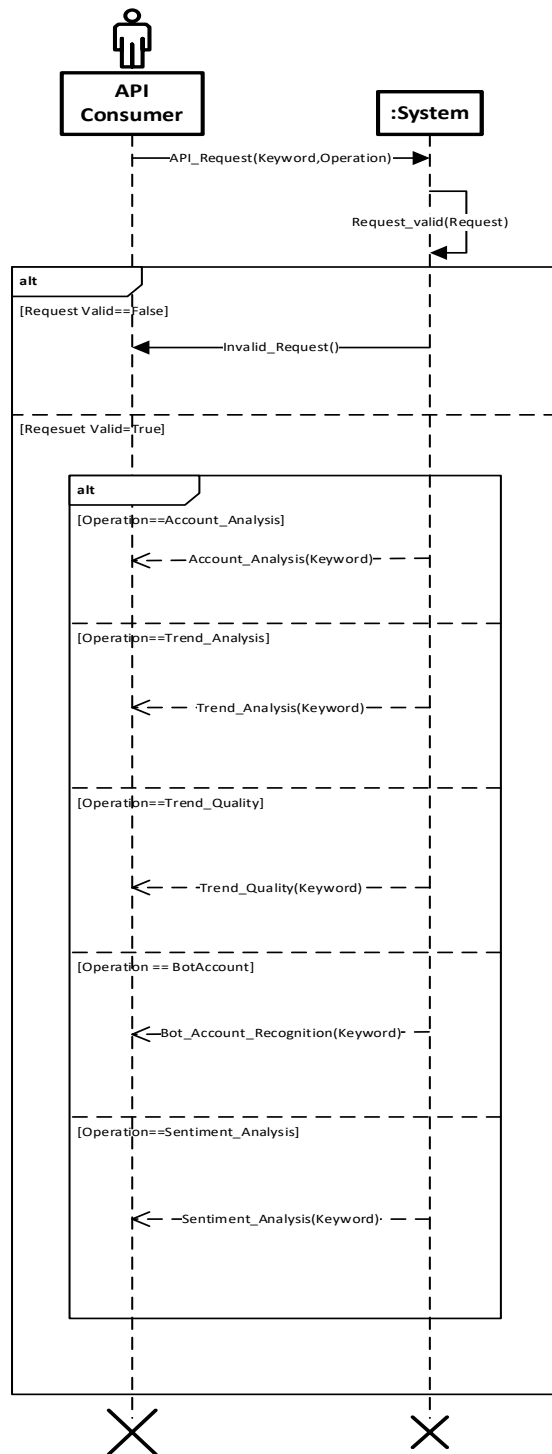 API
Consumer
:System
API_Request(Keyword,Operation)
Request_valid(Request)
alt
[Request Valid==False]
Invalid_Request()
[Reqesuet Valid=True]
alt
[Operation==Account_Analysis]
Account_Analysis(Keyword)
[Operation==Trend_Analysis]
Trend_Analysis(Keyword)
[Operation==Trend_Quality]
Trend_Quality(Keyword)
[Operation == BotAccount]
Bot_Account_Recognition(Keyword)
[Operation==Sentiment_Analysis]
Sentiment_Analysis(Keyword)